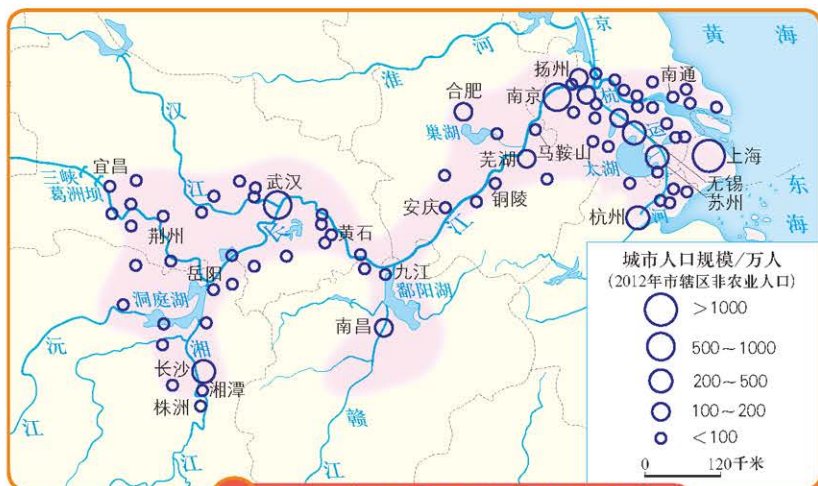 黄 海
京
杭
运
河
淮 河
扬州
南京
南通
合肥
巢湖
芜湖
马鞍山
太湖
上海
无锡
苏州
东 海
杭州
铜陵
安庆
长
江
汉
江
三峡
葛洲坝
宜昌
荆州
武汉
黄石
岳阳
洞庭湖
九江
鄱阳湖
南昌
沅
江
湘
江
长沙
湘潭
株洲
赣
江
城市人口规模/万人
(2012年市辖区非农业人口)
>1000
500~1000
200~500
100~200
<100
0 120千米